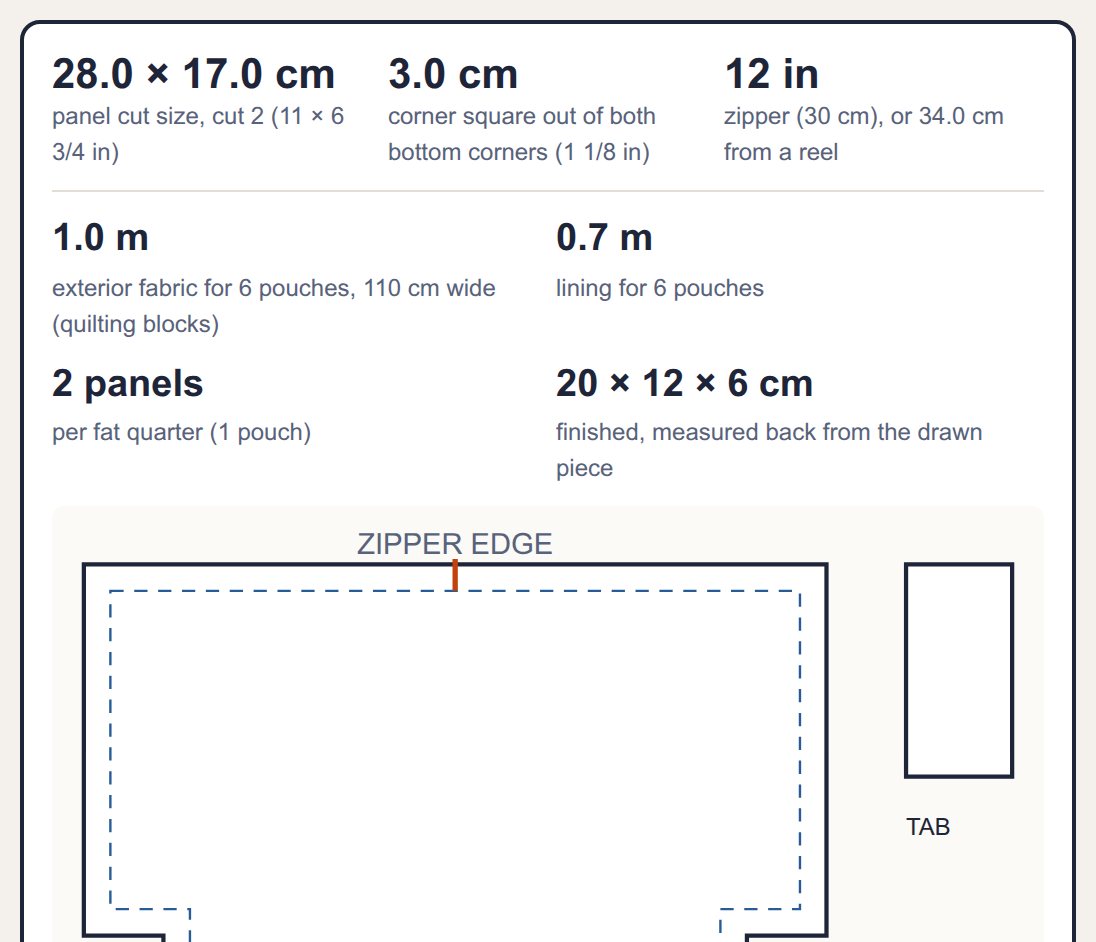 28.0 × 17.0 cm
panel cut size, cut 2 (11 × 6
3/4 in)
3.0 cm
corner square out of both
bottom corners (1 1/8 in)
12 in
zipper (30 cm), or 34.0 cm
from a reel
1.0 m
exterior fabric for 6 pouches, 110 cm wide
(quilting blocks)
0.7 m
lining for 6 pouches
2 panels
per fat quarter (1 pouch)
20 × 12 × 6 cm
finished, measured back from the drawn
piece
ZIPPER EDGE
TAB